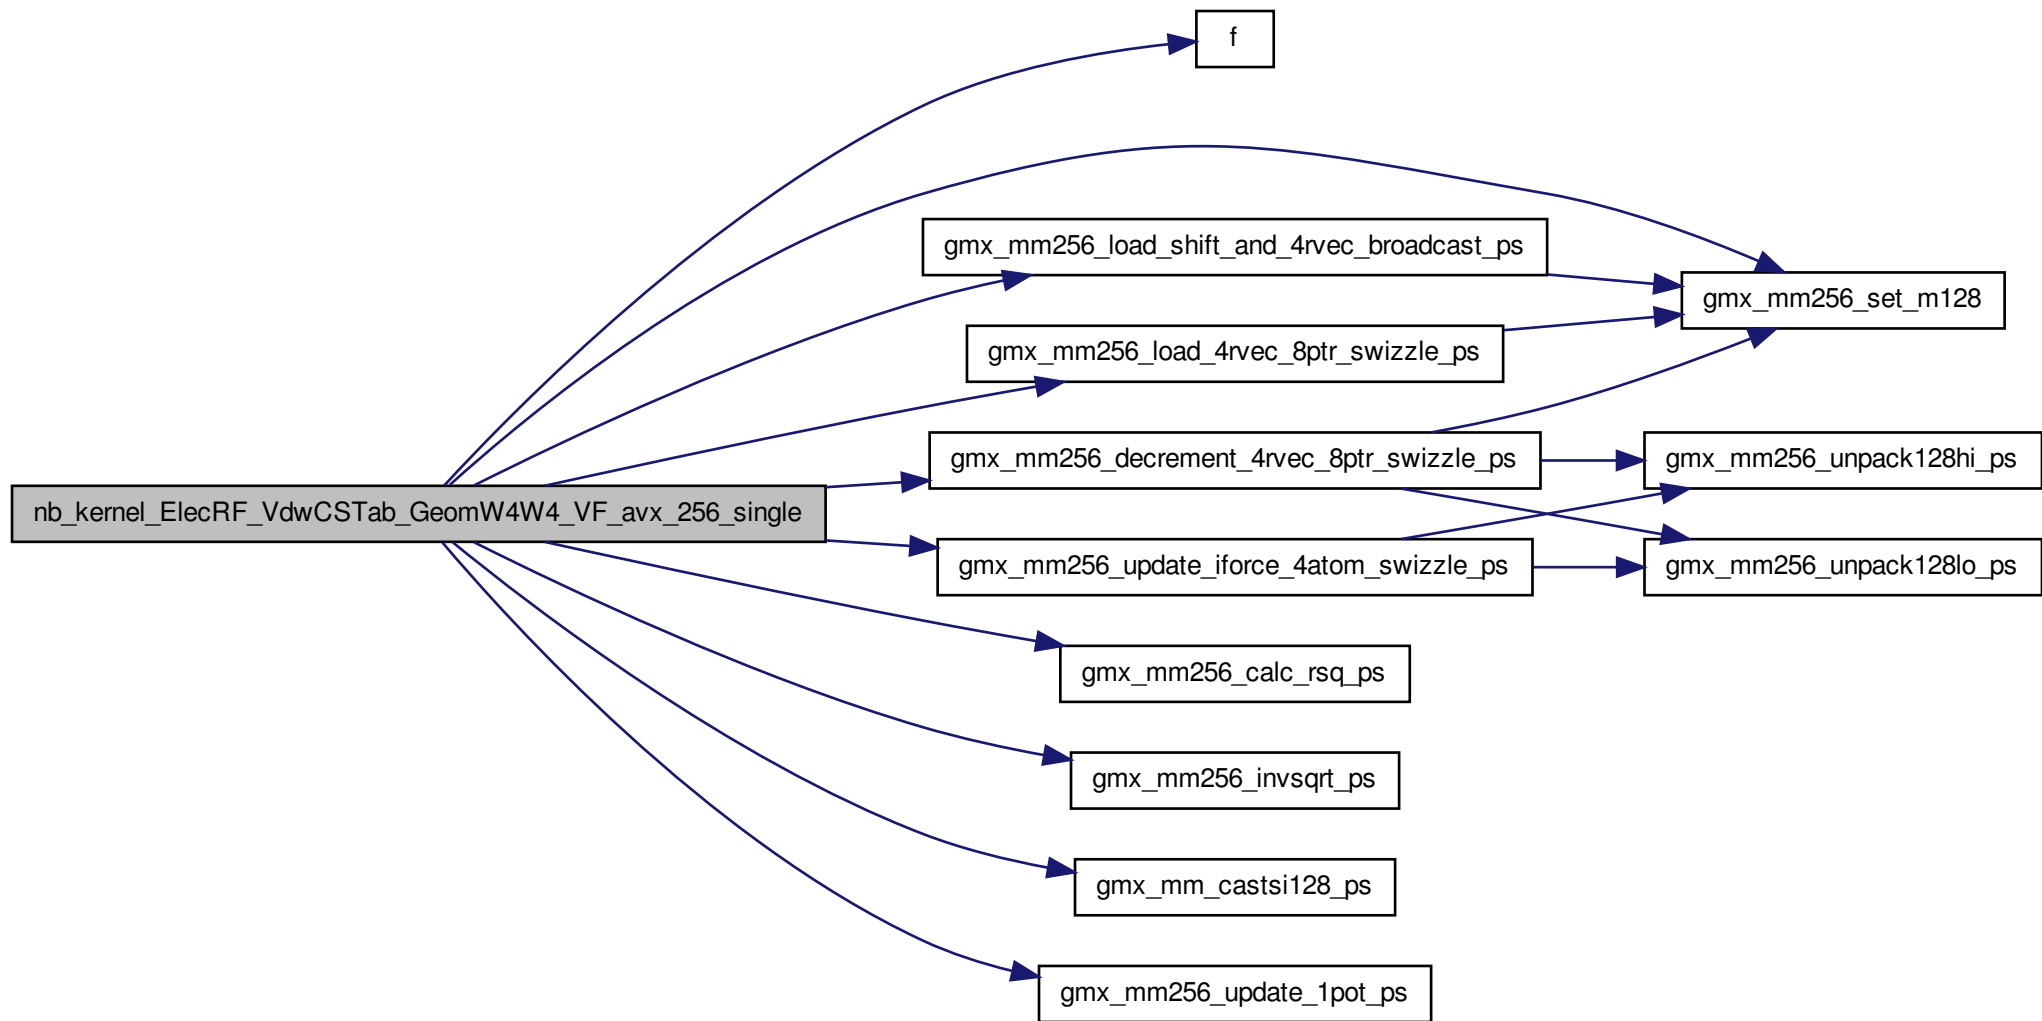 f
gmx_mm256_load_shift_and_4rvec_broadcast_ps
gmx_mm256_set_m128
gmx_mm256_load_4rvec_8ptr_swizzle_ps
gmx_mm256_decrement_4rvec_8ptr_swizzle_ps
gmx_mm256_unpack128hi_ps
nb_kernel_ElecRF_VdwCSTab_GeomW4W4_VF_avx_256_single
gmx_mm256_update_iforce_4atom_swizzle_ps
gmx_mm256_unpack128lo_ps
gmx_mm256_calc_rsq_ps
gmx_mm256_invsqrt_ps
gmx_mm_castsi128_ps
gmx_mm256_update_1pot_ps